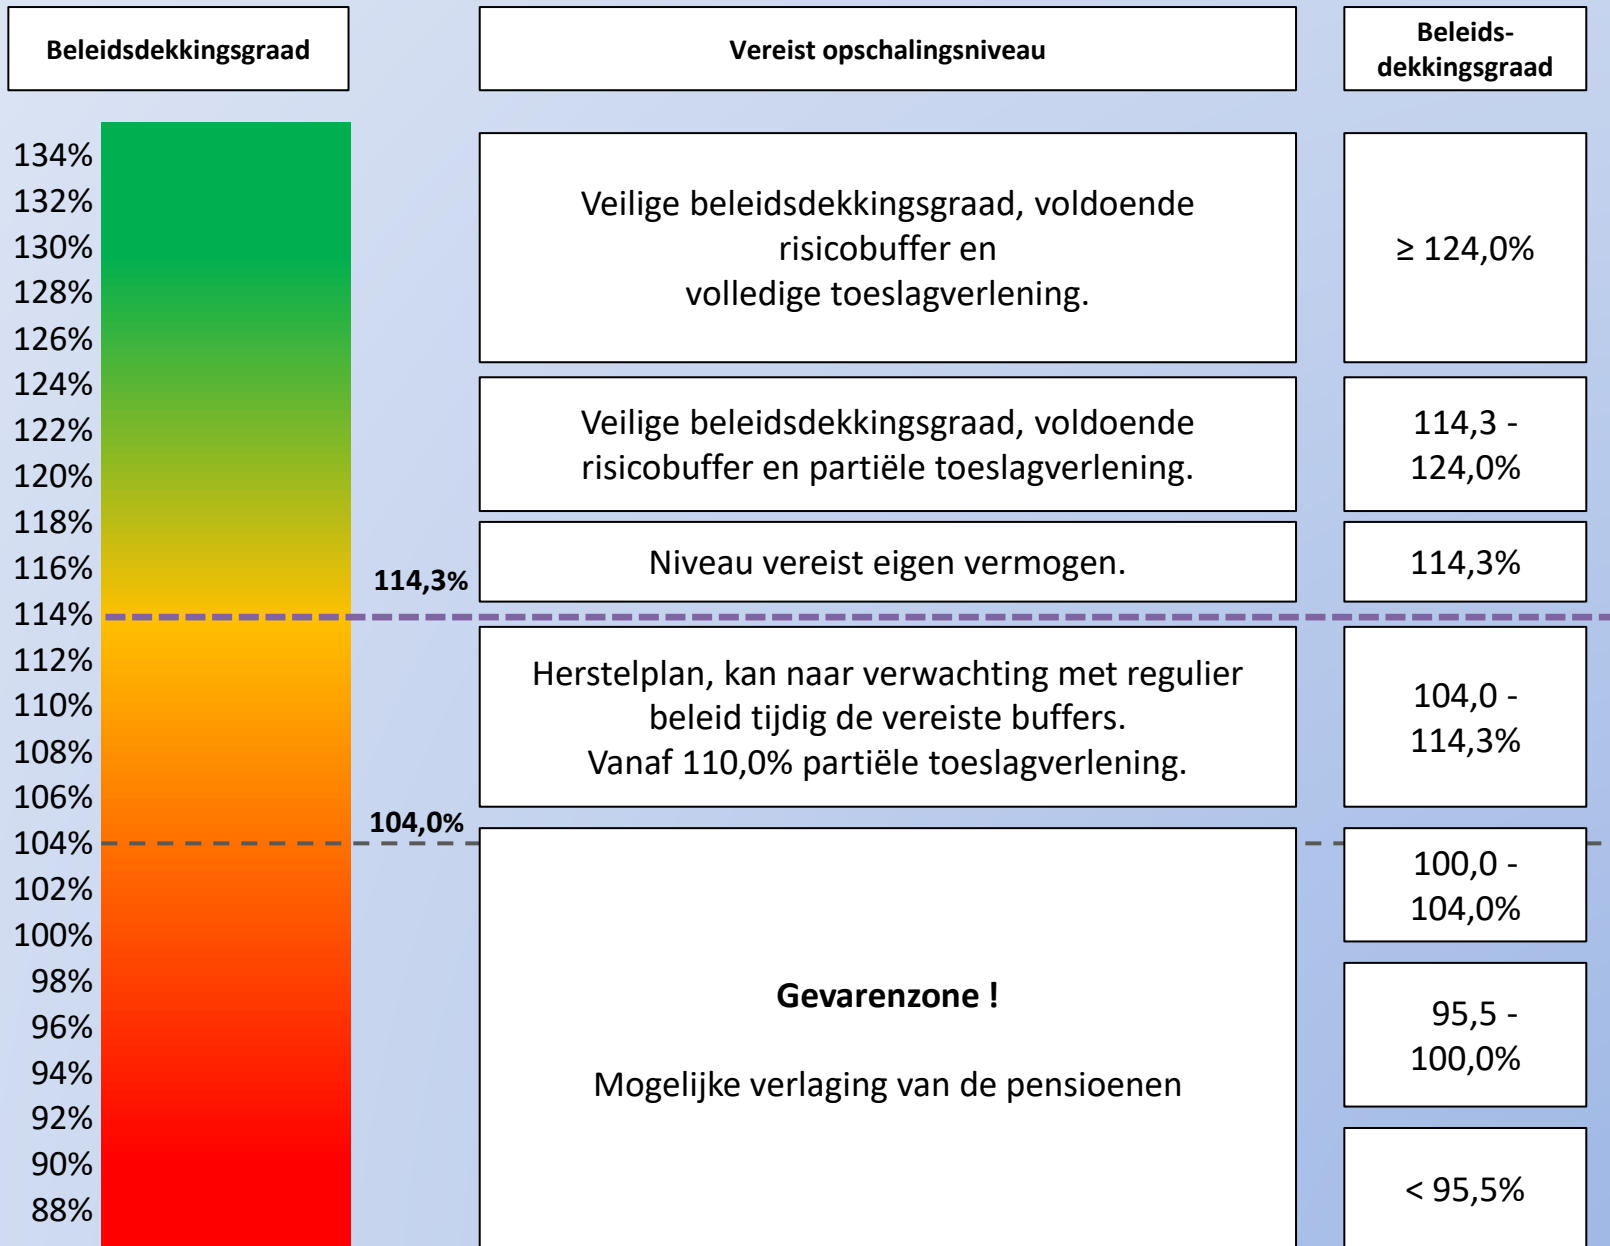 Beleidsdekkingsgraad
Vereist opschalingsniveau
Beleids-
dekkingsgraad
134%
132%
130%
128%
126%
124%
122%
120%
118%
116%
114%
112%
110%
108%
106%
104%
102%
100%
98%
96%
94%
92%
90%
88%
114,3%
104,0%
Veilige beleidsdekkingsgraad, voldoende
risicobuffer en
volledige toeslagverlening.
≥ 124,0%
Veilige beleidsdekkingsgraad, voldoende
risicobuffer en partiële toeslagverlening.
114,3 -
124,0%
Niveau vereist eigen vermogen.
114,3%
Herstelplan, kan naar verwachting met regulier
beleid tijdig de vereiste buffers.
Vanaf 110,0% partiële toeslagverlening.
104,0 -
114,3%
Gevarenzone !
Mogelijke verlaging van de pensioenen
100,0 -
104,0%
95,5 -
100,0%
< 95,5%